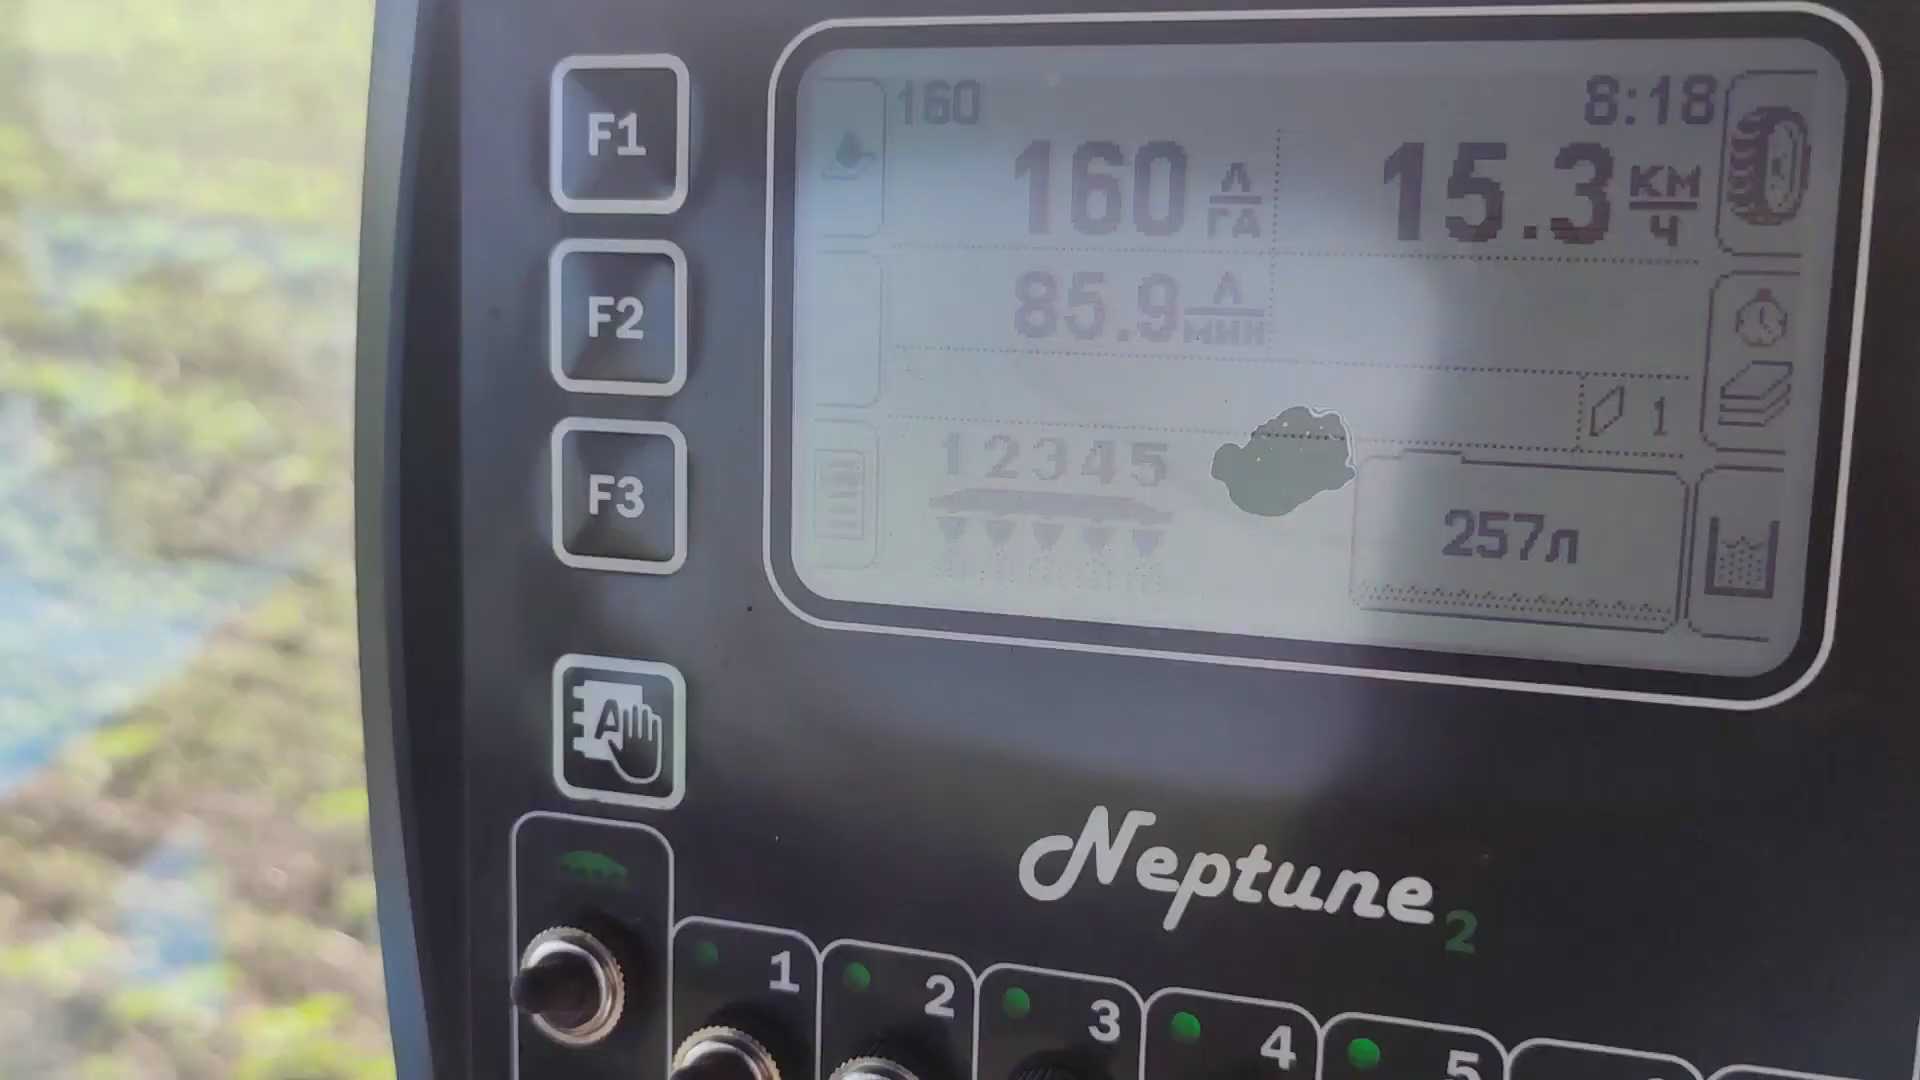 F1
F2
F3
A
160
8:18
160 л/га
15.3 км/ч
85.9 л/мин
1
1 2 3 4 5
257л
Neptune 2
1
2
3
4
5